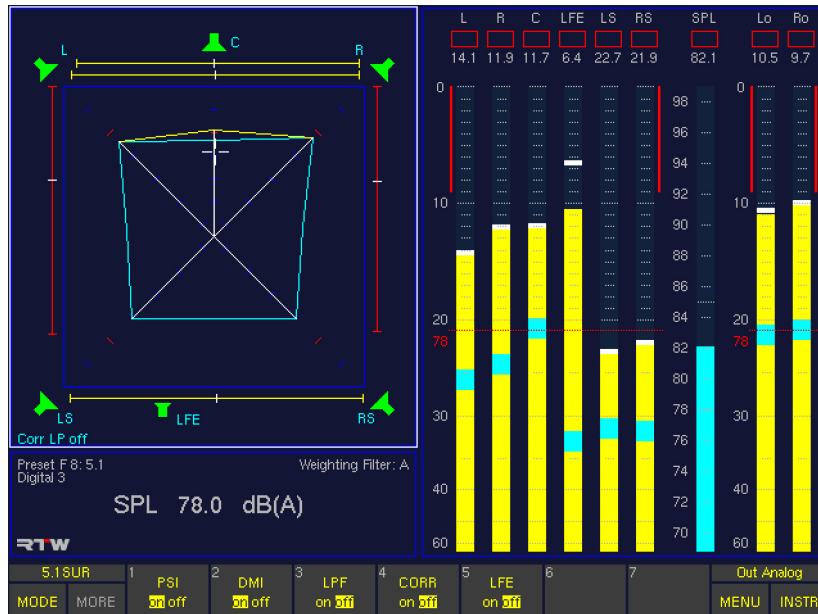 L R C LFE LS RS SPL Lo Ro
14.1 11.9 11.7 6.4 22.7 21.9 82.1 10.5 9.7
L C R
LS LFE RS
Corr LP off
0 98 0
96
94
92
10 90 10
88
86
20 84 20
78 82 78
80
30 78 30
76
74
40 72 40
70
60 60
Preset F 8: 5.1 Weighting Filter: A
Digital 3
SPL 78.0 dB(A)
RTW
5.1SUR 1 2 3 4 5 6 7 Out Analog
PSI DMI LPF CORR LFE
MODE MORE on off on off on off on off on off MENU INSTR